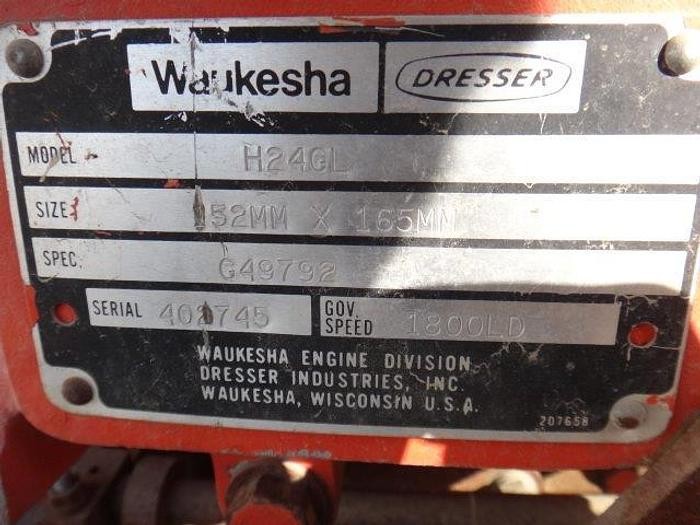 Waukesha DRESSER
MODEL H24GL
SIZE 152MM X 165MM
SPEC. G49792
SERIAL 402745 GOV. SPEED 1800LD
WAUKESHA ENGINE DIVISION
DRESSER INDUSTRIES, INC.
WAUKESHA, WISCONSIN U.S.A.
207658